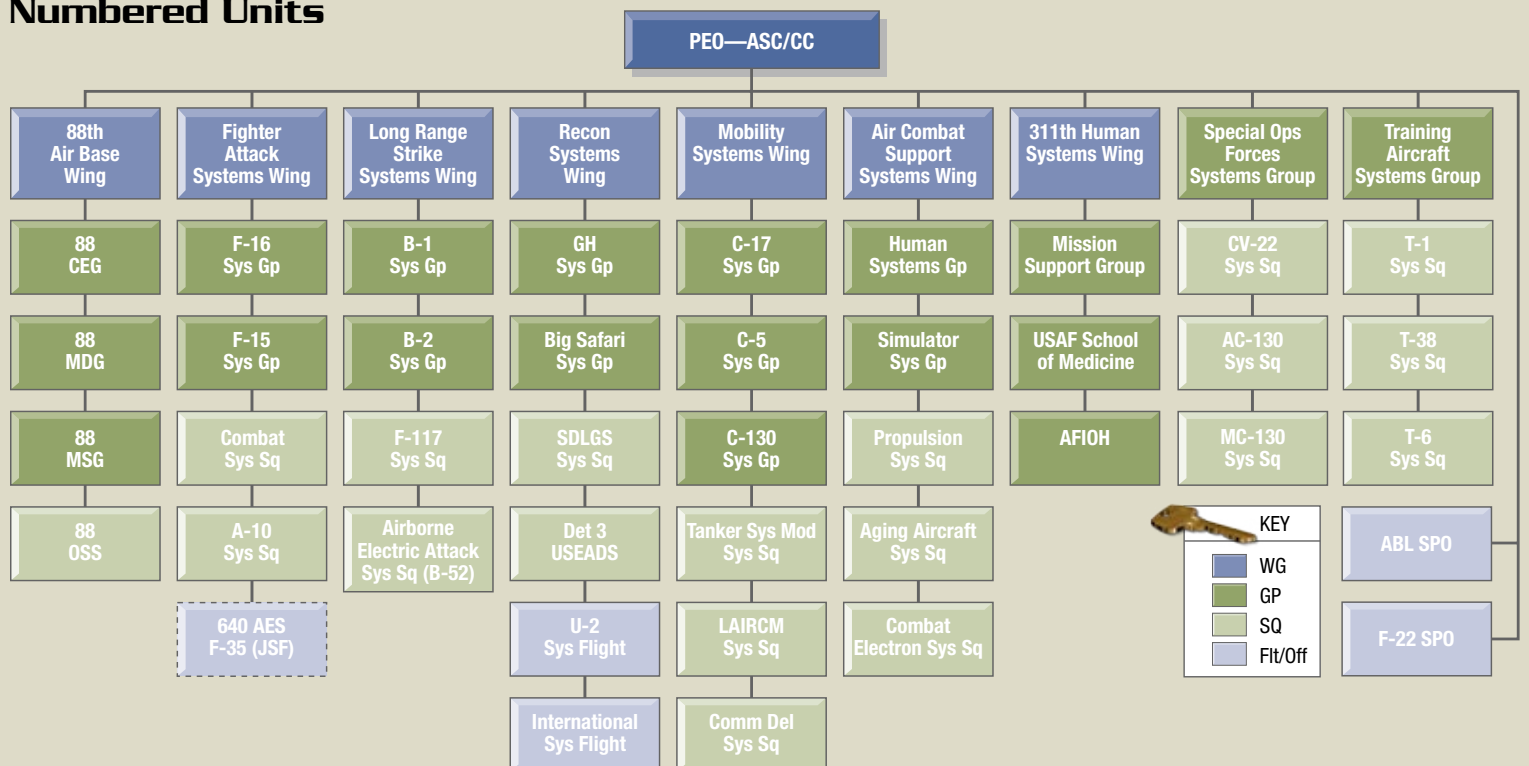 Numbered Units
PEO—ASC/CC
88th
Air Base
Wing
88
CEG
88
MDG
88
MSG
88
OSS
Fighter
Attack
Systems Wing
F-16
Sys Gp
F-15
Sys Gp
Combat
Sys Sq
A-10
Sys Sq
640 AES
F-35 (JSF)
Long Range
Strike
Systems Wing
B-1
Sys Gp
B-2
Sys Gp
F-117
Sys Sq
Airborne
Electric Attack
Sys Sq (B-52)
Recon
Systems
Wing
GH
Sys Gp
Big Safari
Sys Gp
SDLGS
Sys Sq
Det 3
USEADS
U-2
Sys Flight
International
Sys Flight
Mobility
Systems Wing
C-17
Sys Gp
C-5
Sys Gp
C-130
Sys Gp
Tanker Sys Mod
Sys Sq
LAIRCM
Sys Sq
Comm Del
Sys Sq
Air Combat
Support
Systems Wing
Human
Systems Gp
Simulator
Sys Gp
Propulsion
Sys Sq
Aging Aircraft
Sys Sq
Combat
Electron Sys Sq
311th Human
Systems Wing
Mission
Support Group
USAF School
of Medicine
AFIOH
Special Ops
Forces
Systems Group
CV-22
Sys Sq
AC-130
Sys Sq
MC-130
Sys Sq
Training
Aircraft
Systems Group
T-1
Sys Sq
T-38
Sys Sq
T-6
Sys Sq
ABL SPO
F-22 SPO
KEY
WG
GP
SQ
Flt/Off